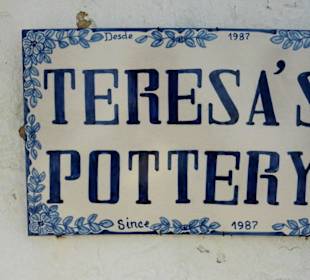 Desde 1987
TERESA'S
POTTERY
Since 1987